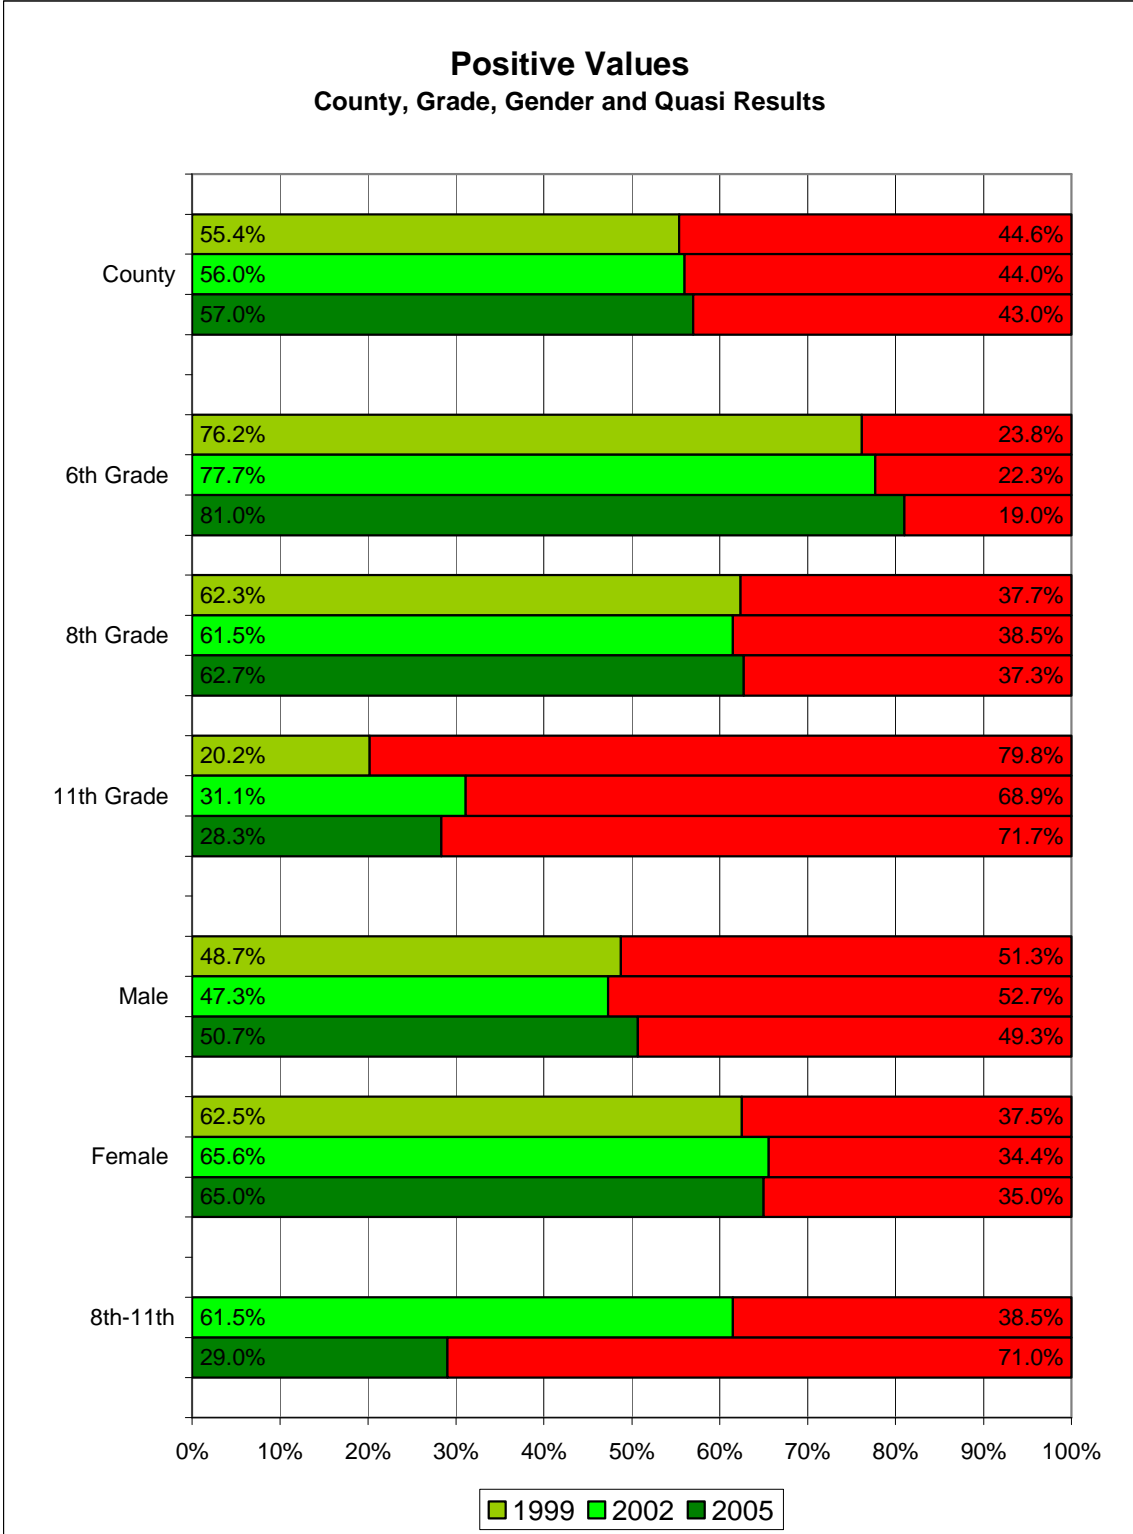 Positive Values
County, Grade, Gender and Quasi Results
55.4% 44.6%
County 56.0% 44.0%
57.0% 43.0%
76.2% 23.8%
6th Grade 77.7% 22.3%
81.0% 19.0%
62.3% 37.7%
8th Grade 61.5% 38.5%
62.7% 37.3%
20.2% 79.8%
11th Grade 31.1% 68.9%
28.3% 71.7%
48.7% 51.3%
Male 47.3% 52.7%
50.7% 49.3%
62.5% 37.5%
Female 65.6% 34.4%
65.0% 35.0%
8th-11th 61.5% 38.5%
29.0% 71.0%
0% 10% 20% 30% 40% 50% 60% 70% 80% 90% 100%
1999 2002 2005